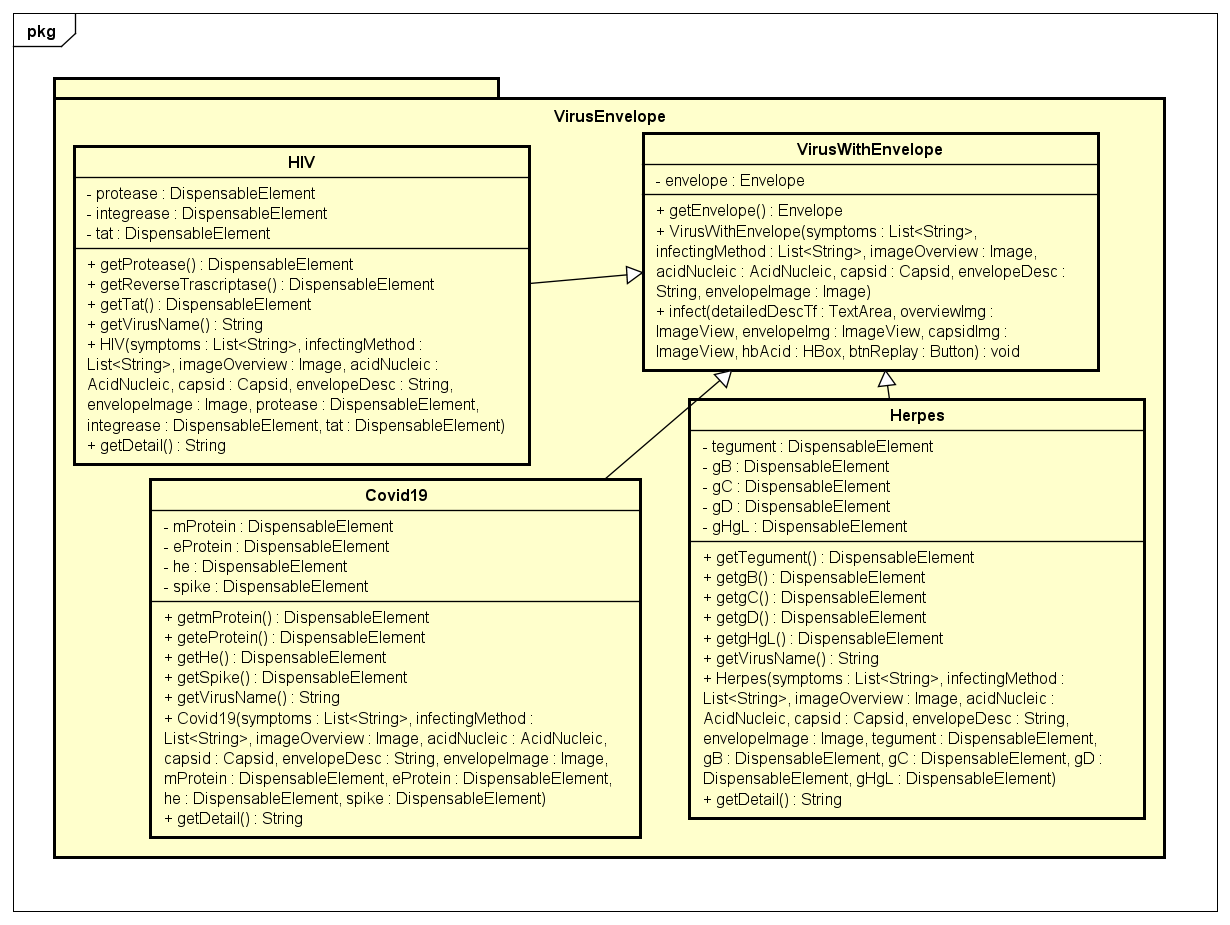 pkg
VirusEnvelope
HIV
- protease : DispensableElement
- integrease : DispensableElement
- tat : DispensableElement
+ getProtease() : DispensableElement
+ getReverseTrascriptase() : DispensableElement
+ getTat() : DispensableElement
+ getVirusName() : String
+ HIV(symptoms : List<String>, infectingMethod :
List<String>, imageOverview : Image, acidNucleic :
AcidNucleic, capsid : Capsid, envelopeDesc : String,
envelopeImage : Image, protease : DispensableElement,
integrease : DispensableElement, tat : DispensableElement)
+ getDetail() : String
VirusWithEnvelope
- envelope : Envelope
+ getEnvelope() : Envelope
+ VirusWithEnvelope(symptoms : List<String>,
infectingMethod : List<String>, imageOverview : Image,
acidNucleic : AcidNucleic, capsid : Capsid, envelopeDesc :
String, envelopeImage : Image)
+ infect(detailedDescTf : TextArea, overviewImg :
ImageView, envelopeImg : ImageView, capsidImg :
ImageView, hbAcid : HBox, btnReplay : Button) : void
Covid19
- mProtein : DispensableElement
- eProtein : DispensableElement
- he : DispensableElement
- spike : DispensableElement
+ getmProtein() : DispensableElement
+ geteProtein() : DispensableElement
+ getHe() : DispensableElement
+ getSpike() : DispensableElement
+ getVirusName() : String
+ Covid19(symptoms : List<String>, infectingMethod :
List<String>, imageOverview : Image, acidNucleic : AcidNucleic,
capsid : Capsid, envelopeDesc : String, envelopeImage : Image,
mProtein : DispensableElement, eProtein : DispensableElement,
he : DispensableElement, spike : DispensableElement)
+ getDetail() : String
Herpes
- tegument : DispensableElement
- gB : DispensableElement
- gC : DispensableElement
- gD : DispensableElement
- gHgL : DispensableElement
+ getTegument() : DispensableElement
+ getgB() : DispensableElement
+ getgC() : DispensableElement
+ getgD() : DispensableElement
+ getgHgL() : DispensableElement
+ getVirusName() : String
+ Herpes(symptoms : List<String>, infectingMethod :
List<String>, imageOverview : Image, acidNucleic :
AcidNucleic, capsid : Capsid, envelopeDesc : String,
envelopeImage : Image, tegument : DispensableElement,
gB : DispensableElement, gC : DispensableElement, gD :
DispensableElement, gHgL : DispensableElement)
+ getDetail() : String